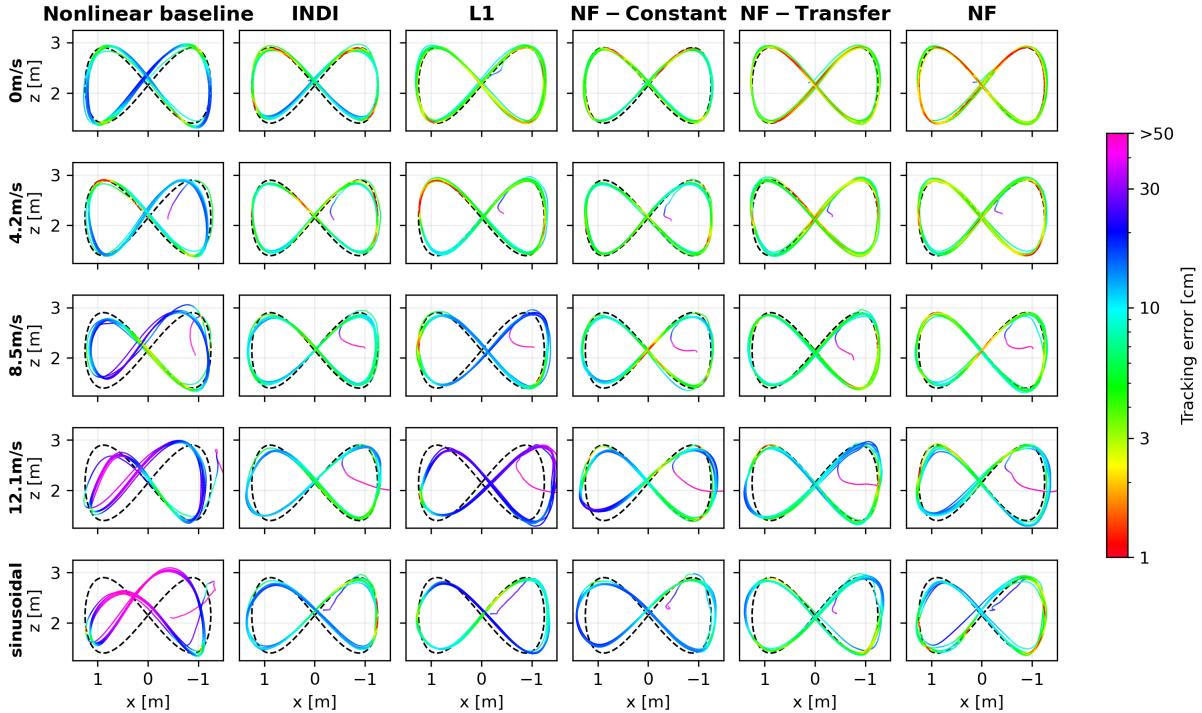 Nonlinear baseline INDI L1 NF − Constant NF − Transfer NF
0m/s
z [m]
3
2
4.2m/s
z [m]
3
2
8.5m/s
z [m]
3
2
12.1m/s
z [m]
3
2
sinusoidal
z [m]
3
2
1 0 −1 1 0 −1 1 0 −1 1 0 −1 1 0 −1 1 0 −1
x [m] x [m] x [m] x [m] x [m] x [m]
>50
30
10
3
1
Tracking error [cm]